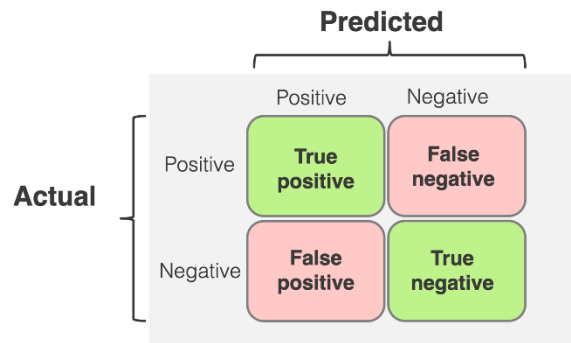 Predicted
Positive Negative
Positive
True
positive
False
negative
Actual
Negative
False
positive
True
negative